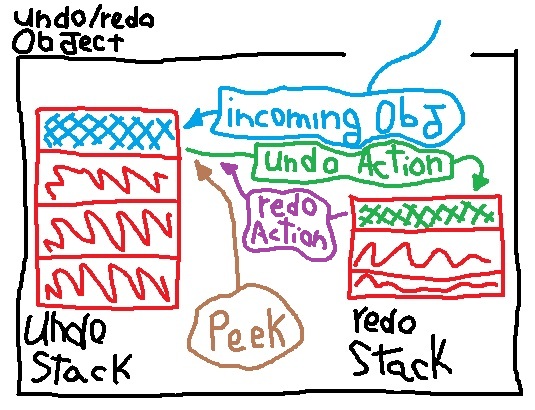 undo/redo
Object
incoming Obj
Undo Action
redo
Action
Peek
Undo
Stack
redo
Stack